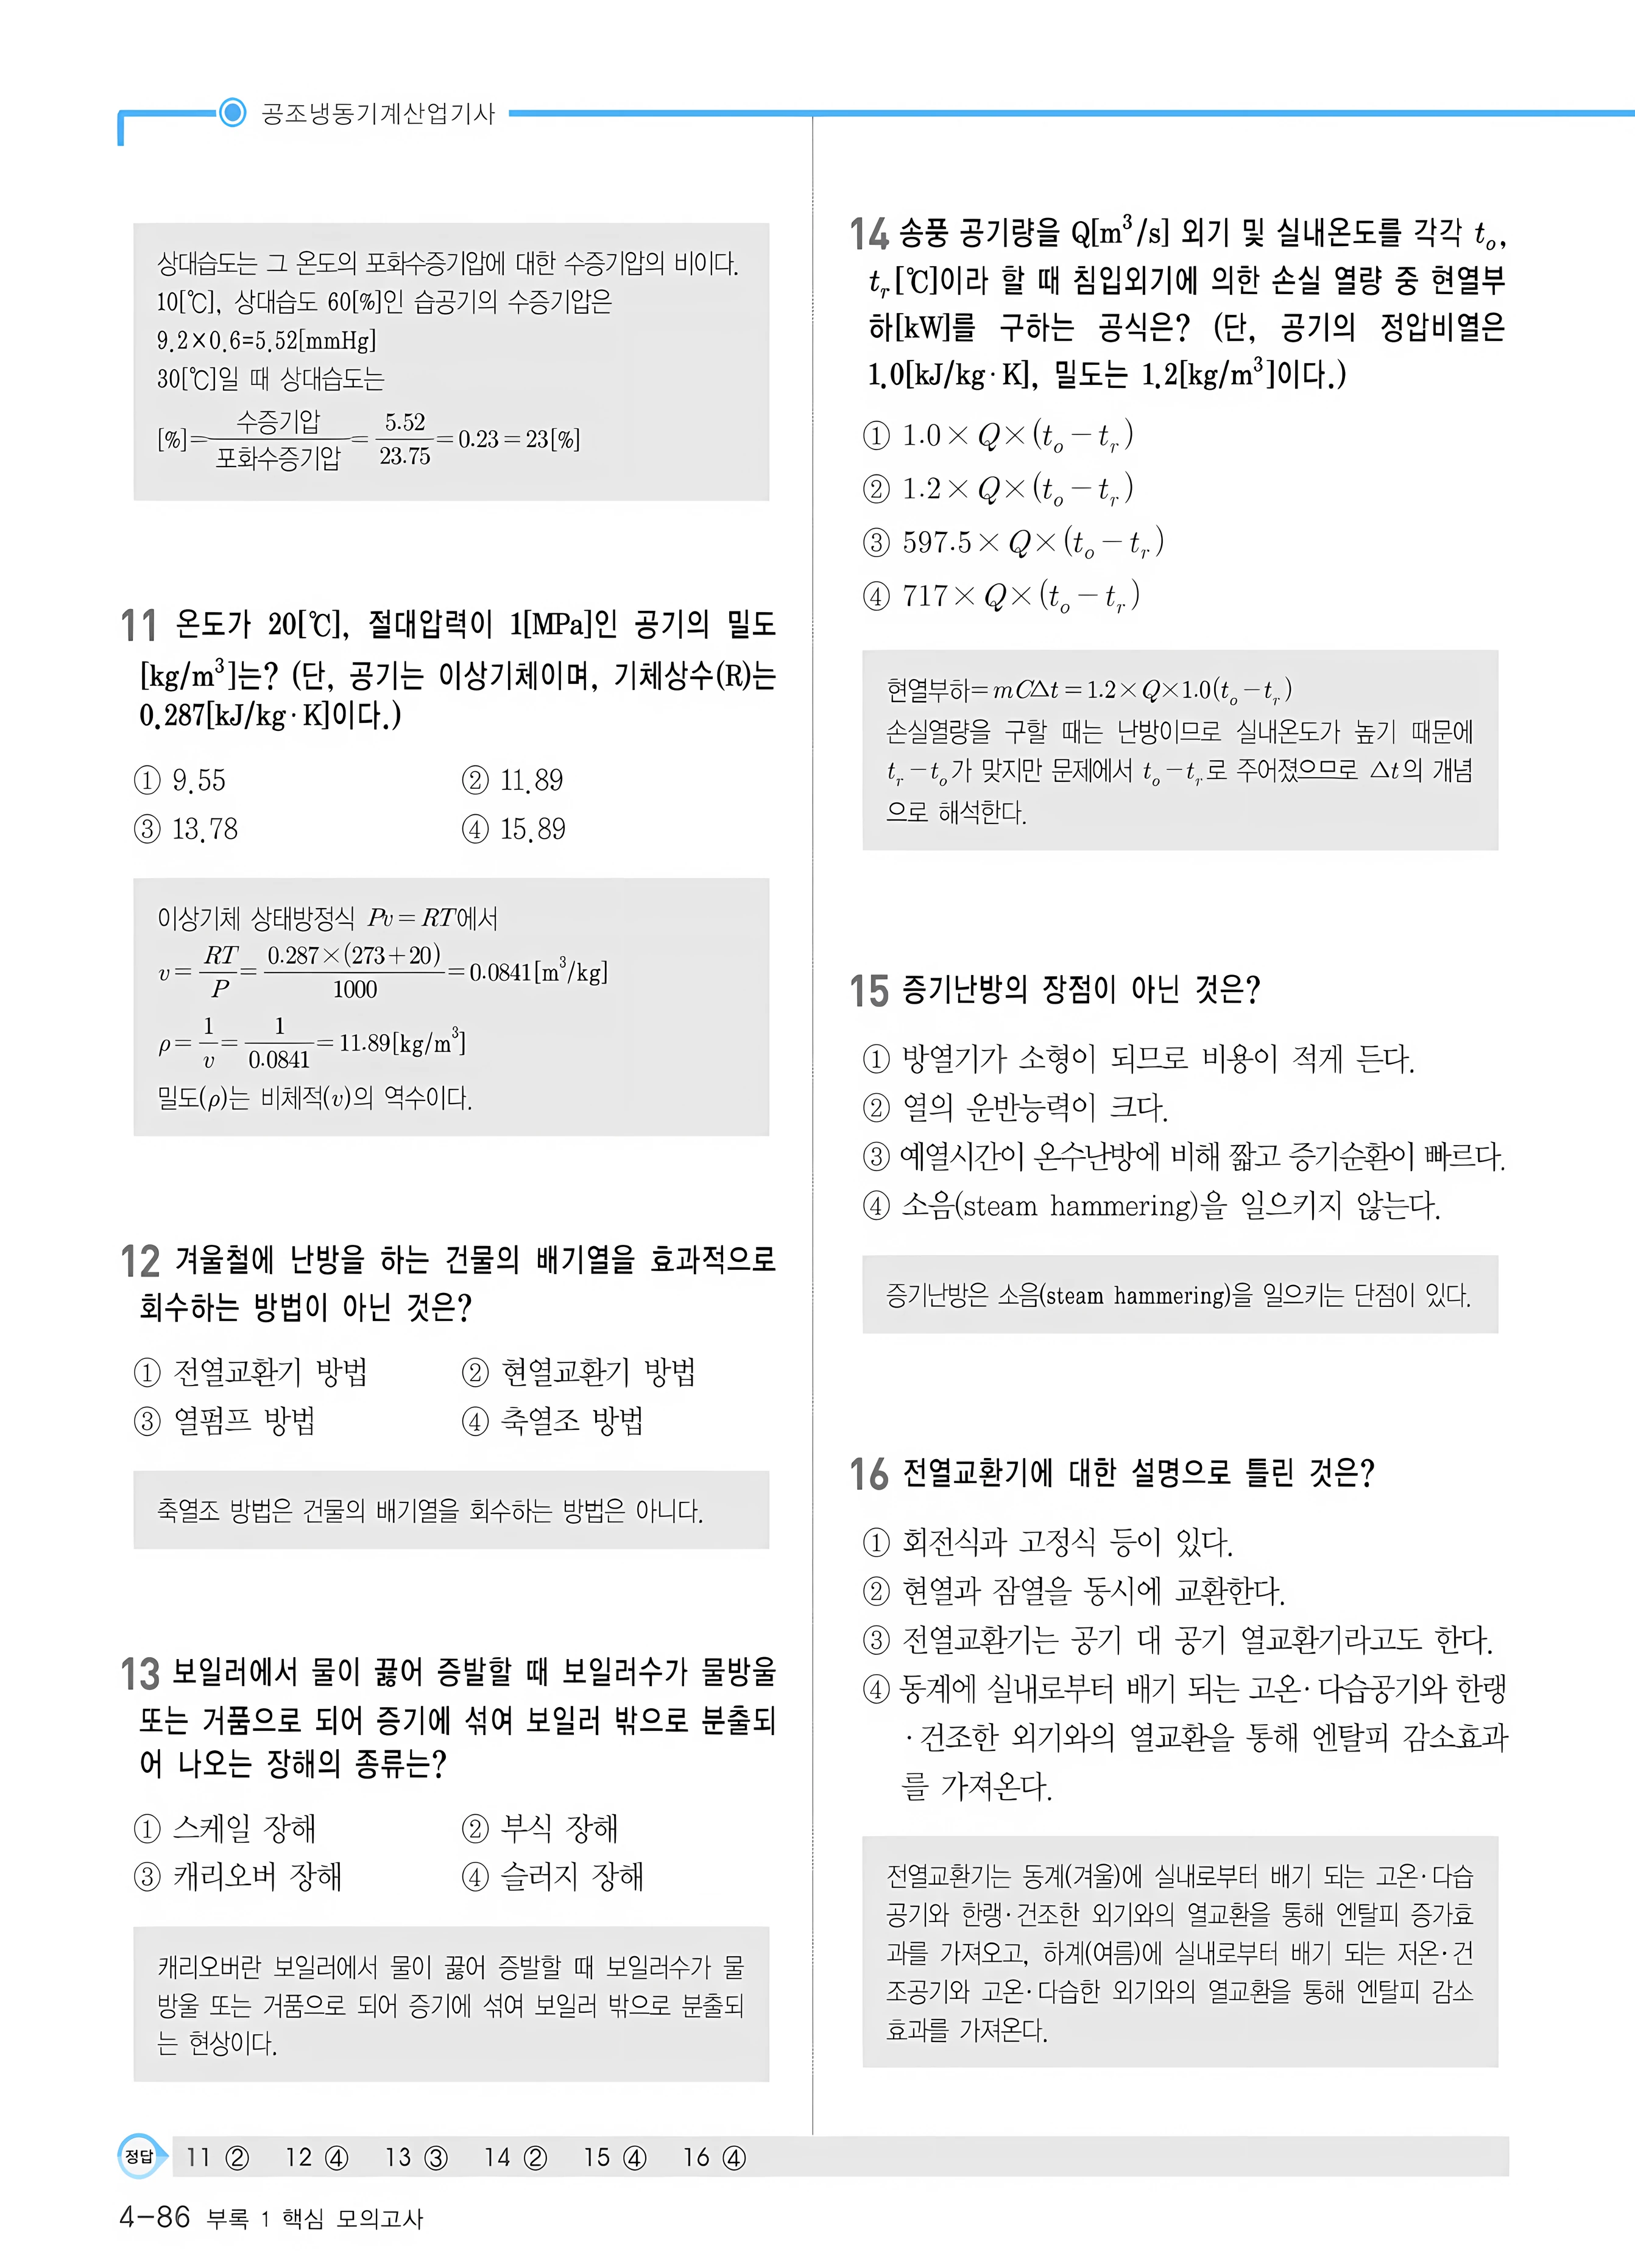 공조냉동기계산업기사
상대습도는 그 온도의 포화수증기압에 대한 수증기압의 비이다.
10[℃], 상대습도 60[%]인 습공기의 수증기압은
9.2×0.6=5.52[mmHg]
30[℃]일 때 상대습도는
[%]=수증기압/포화수증기압=5.52/23.75=0.23=23[%]
11 온도가 20[℃], 절대압력이 1[MPa]인 공기의 밀도
[kg/m³]는? (단, 공기는 이상기체이며, 기체상수(R)는
0.287[kJ/kg·K]이다.)
① 9.55 ② 11.89
③ 13.78 ④ 15.89
이상기체 상태방정식 Pv=RT에서
v=RT/P=0.287×(273+20)/1000=0.0841[m³/kg]
ρ=1/v=1/0.0841=11.89[kg/m³]
밀도(ρ)는 비체적(v)의 역수이다.
12 겨울철에 난방을 하는 건물의 배기열을 효과적으로
회수하는 방법이 아닌 것은?
① 전열교환기 방법 ② 현열교환기 방법
③ 열펌프 방법 ④ 축열조 방법
축열조 방법은 건물의 배기열을 회수하는 방법은 아니다.
13 보일러에서 물이 끓어 증발할 때 보일러수가 물방울
또는 거품으로 되어 증기에 섞여 보일러 밖으로 분출되
어 나오는 장해의 종류는?
① 스케일 장해 ② 부식 장해
③ 캐리오버 장해 ④ 슬러지 장해
캐리오버란 보일러에서 물이 끓어 증발할 때 보일러수가 물
방울 또는 거품으로 되어 증기에 섞여 보일러 밖으로 분출되
는 현상이다.
14 송풍 공기량을 Q[m³/s] 외기 및 실내온도를 각각 tₒ,
tᵣ[℃]이라 할 때 침입외기에 의한 손실 열량 중 현열부
하[kW]를 구하는 공식은? (단, 공기의 정압비열은
1.0[kJ/kg·K], 밀도는 1.2[kg/m³]이다.)
① 1.0×Q×(tₒ-tᵣ)
② 1.2×Q×(tₒ-tᵣ)
③ 597.5×Q×(tₒ-tᵣ)
④ 717×Q×(tₒ-tᵣ)
현열부하=mCΔt=1.2×Q×1.0(tₒ-tᵣ)
손실열량을 구할 때는 난방이므로 실내온도가 높기 때문에
tᵣ-tₒ가 맞지만 문제에서 tₒ-tᵣ로 주어졌으므로 Δt의 개념
으로 해석한다.
15 증기난방의 장점이 아닌 것은?
① 방열기가 소형이 되므로 비용이 적게 든다.
② 열의 운반능력이 크다.
③ 예열시간이 온수난방에 비해 짧고 증기순환이 빠르다.
④ 소음(steam hammering)을 일으키지 않는다.
증기난방은 소음(steam hammering)을 일으키는 단점이 있다.
16 전열교환기에 대한 설명으로 틀린 것은?
① 회전식과 고정식 등이 있다.
② 현열과 잠열을 동시에 교환한다.
③ 전열교환기는 공기 대 공기 열교환기라고도 한다.
④ 동계에 실내로부터 배기 되는 고온·다습공기와 한랭
·건조한 외기와의 열교환을 통해 엔탈피 감소효과
를 가져온다.
전열교환기는 동계(겨울)에 실내로부터 배기 되는 고온·다습
공기와 한랭·건조한 외기와의 열교환을 통해 엔탈피 증가효
과를 가져오고, 하계(여름)에 실내로부터 배기 되는 저온·건
조공기와 고온·다습한 외기와의 열교환을 통해 엔탈피 감소
효과를 가져온다.
정답 11 ② 12 ④ 13 ③ 14 ② 15 ④ 16 ④
4-86 부록 1 핵심 모의고사